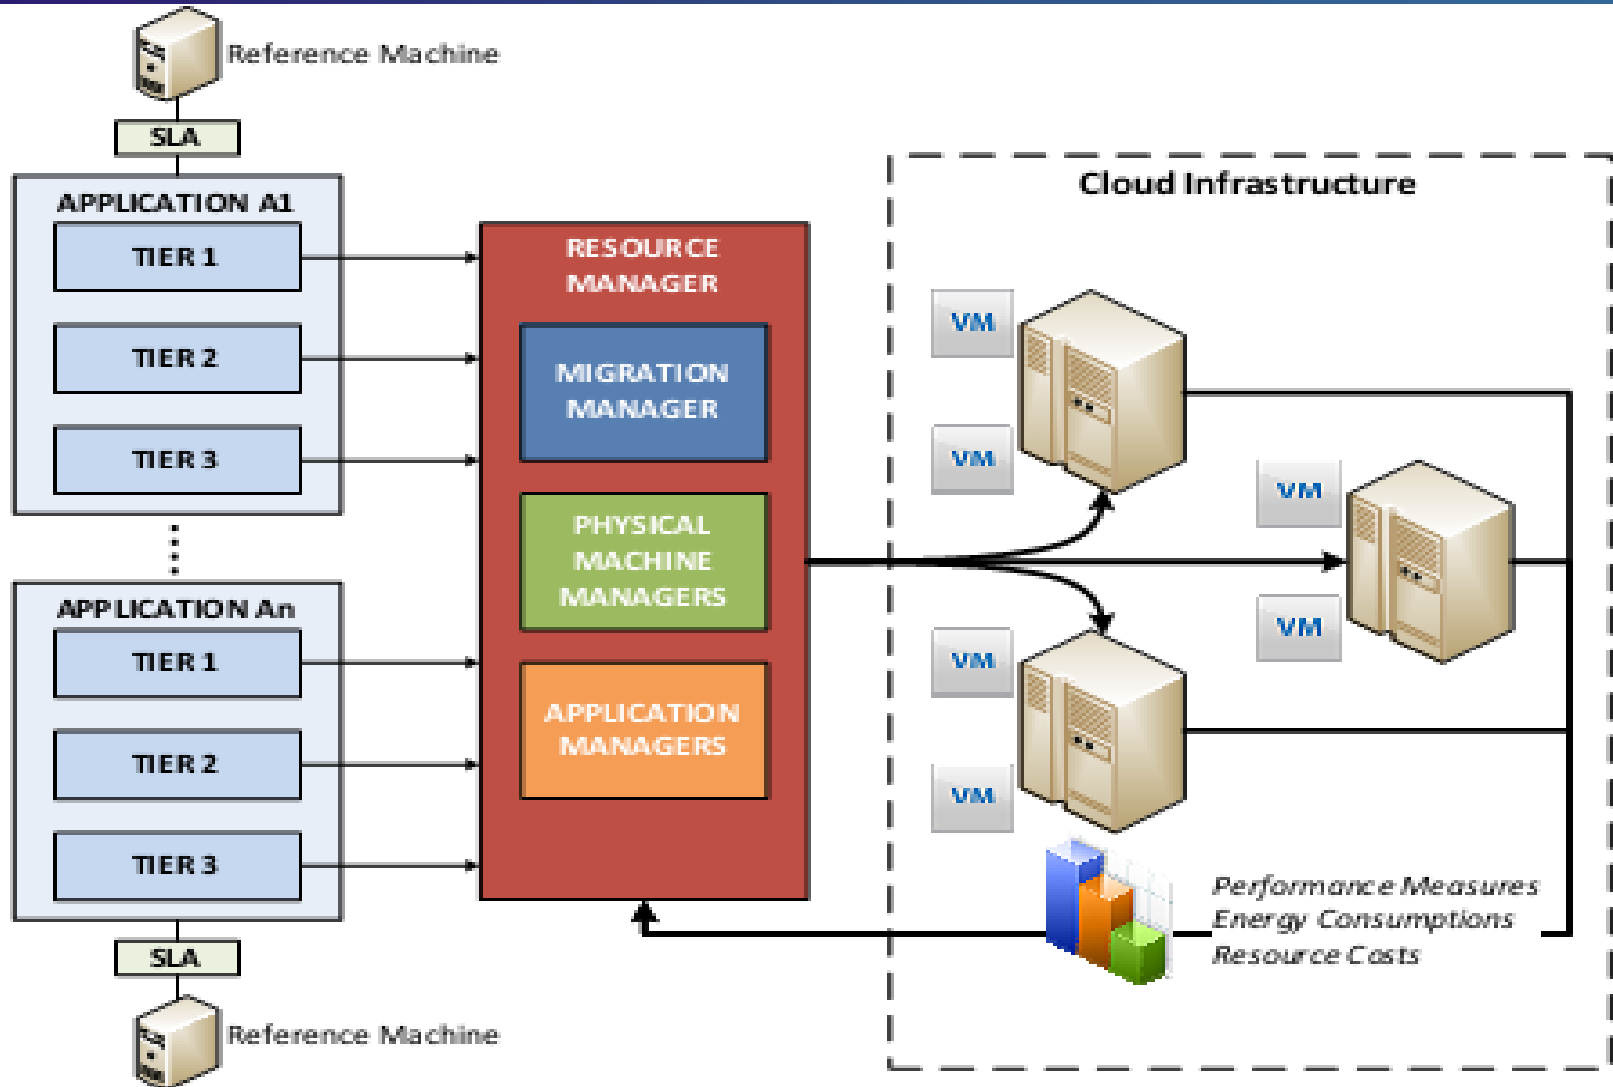 Reference Machine
SLA
APPLICATION A1
TIER 1
TIER 2
TIER 3
APPLICATION An
TIER 1
TIER 2
TIER 3
SLA
Reference Machine
RESOURCE
MANAGER
MIGRATION
MANAGER
PHYSICAL
MACHINE
MANAGERS
APPLICATION
MANAGERS
Cloud Infrastructure
VM
VM
VM
VM
VM
VM
Performance Measures
Energy Consumptions
Resource Costs